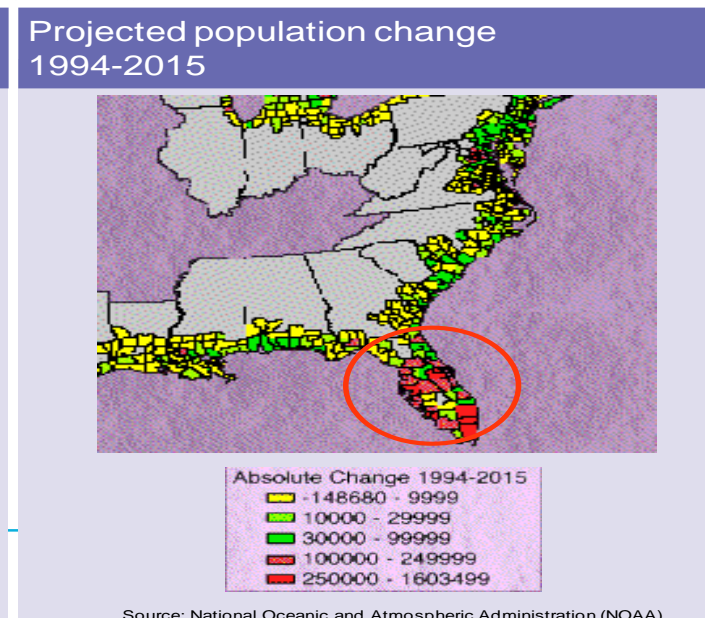 Projected population change
1994-2015
Absolute Change 1994-2015
-148680 - 9999
10000 - 29999
30000 - 99999
100000 - 249999
250000 - 1603499
Source: National Oceanic and Atmospheric Administration (NOAA)